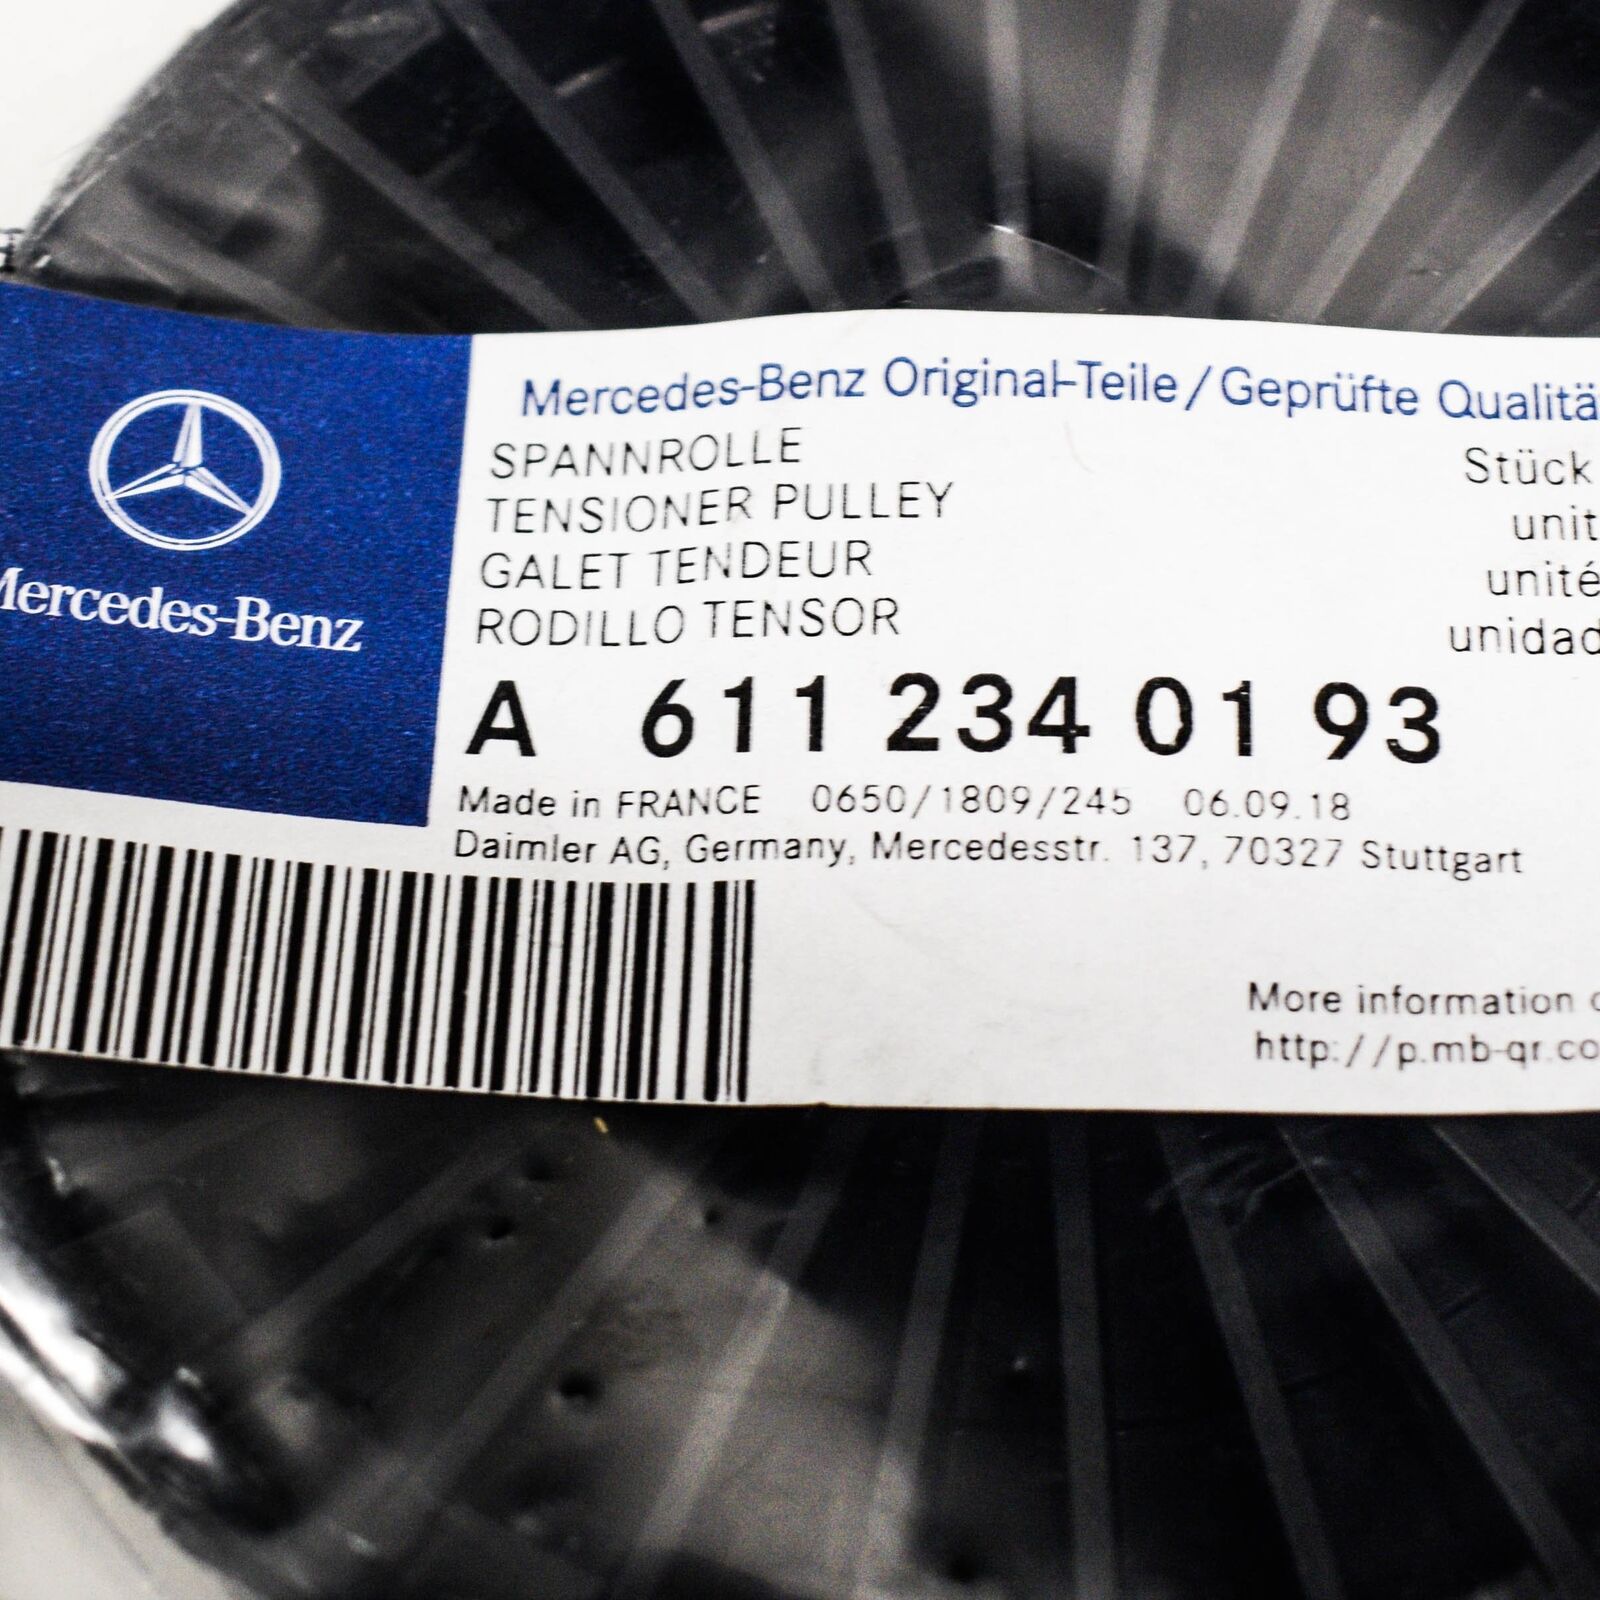 Mercedes-Benz
Mercedes-Benz Original-Teile/Geprüfte Qualitä
SPANNROLLE
TENSIONER PULLEY
GALET TENDEUR
RODILLO TENSOR
Stück
unit
unité
unidad
A 611 234 01 93
Made in FRANCE 0650/1809/245 06.09.18
Daimler AG, Germany, Mercedesstr. 137, 70327 Stuttgart
More information
http://p.mb-qr.co